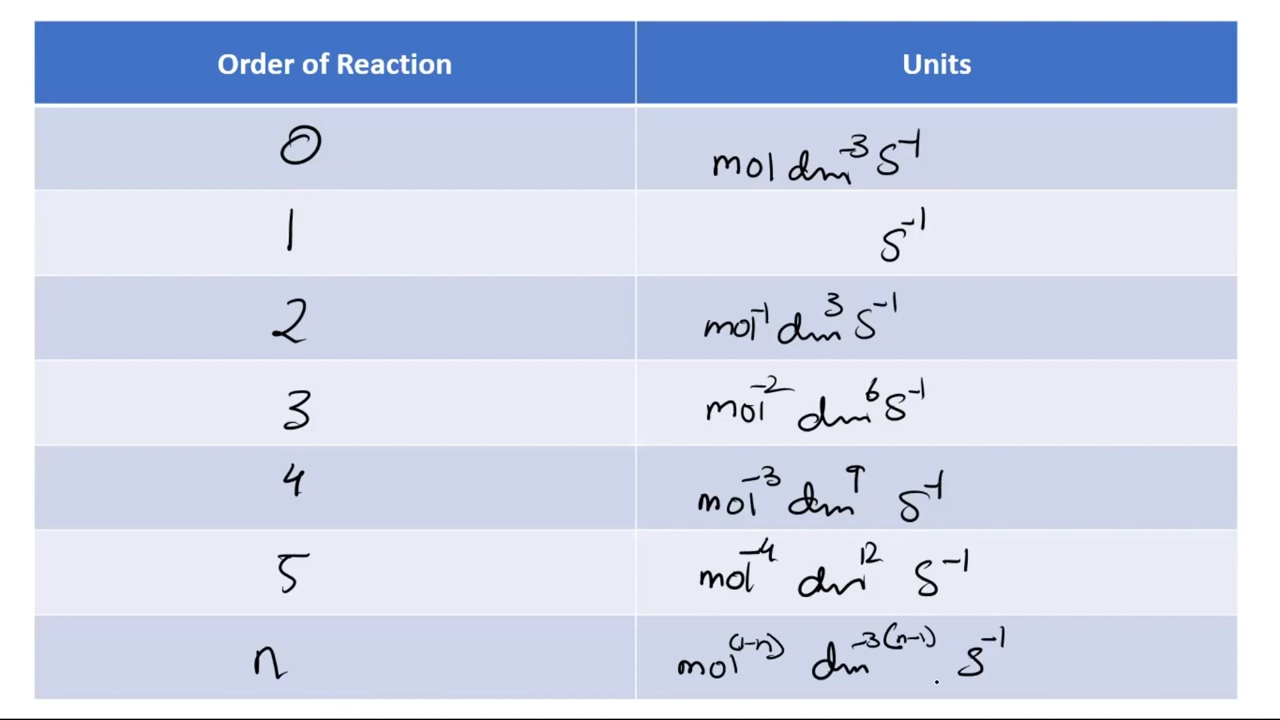 Order of Reaction Units
0 mol dm⁻³ s⁻¹
1 s⁻¹
2 mol⁻¹ dm³ s⁻¹
3 mol⁻² dm⁶ s⁻¹
4 mol⁻³ dm⁹ s⁻¹
5 mol⁻⁴ dm¹² s⁻¹
n mol⁽¹⁻ⁿ⁾ dm⁻³⁽ⁿ⁻¹⁾ s⁻¹